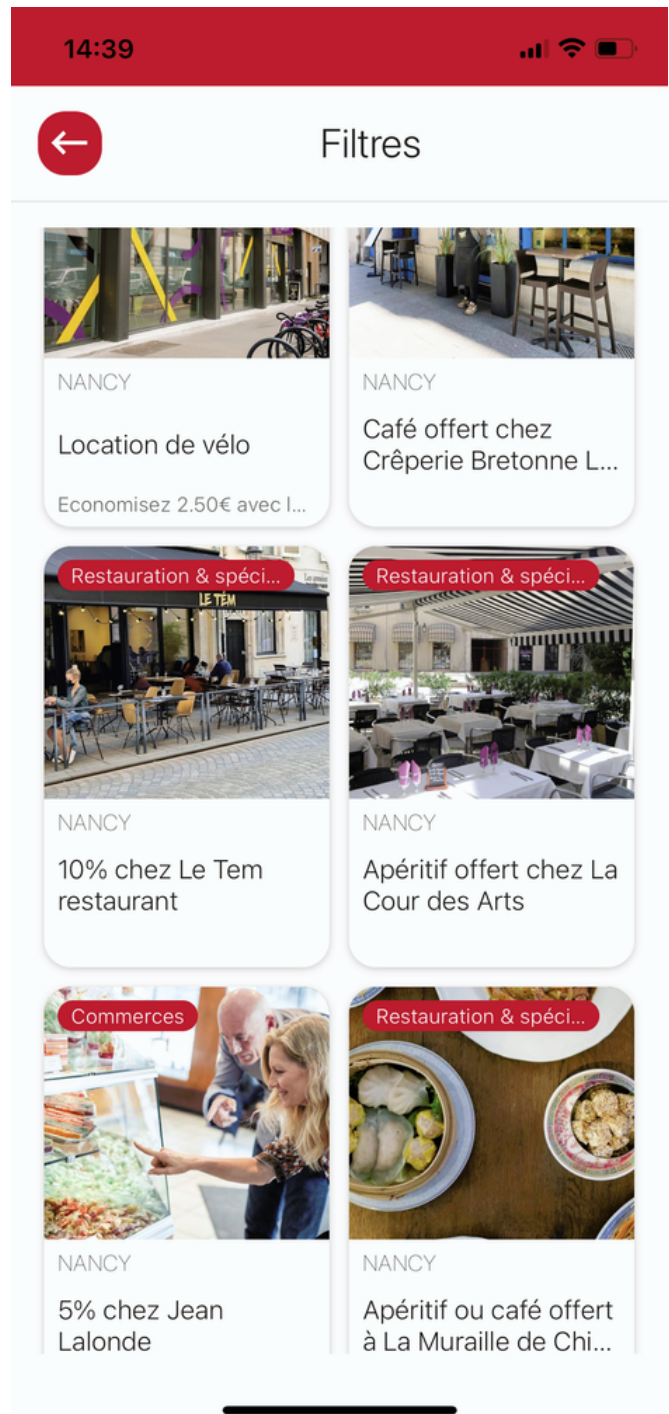 14:39
Filtres
NANCY
Location de vélo
Economisez 2.50€ avec l...
NANCY
Café offert chez
Crêperie Bretonne L...
Restauration & spéci...
LE TÉM
NANCY
10% chez Le Tem
restaurant
Restauration & spéci...
NANCY
Apéritif offert chez La
Cour des Arts
Commerces
NANCY
5% chez Jean
Lalonde
Restauration & spéci...
NANCY
Apéritif ou café offert
à La Muraille de Chi...